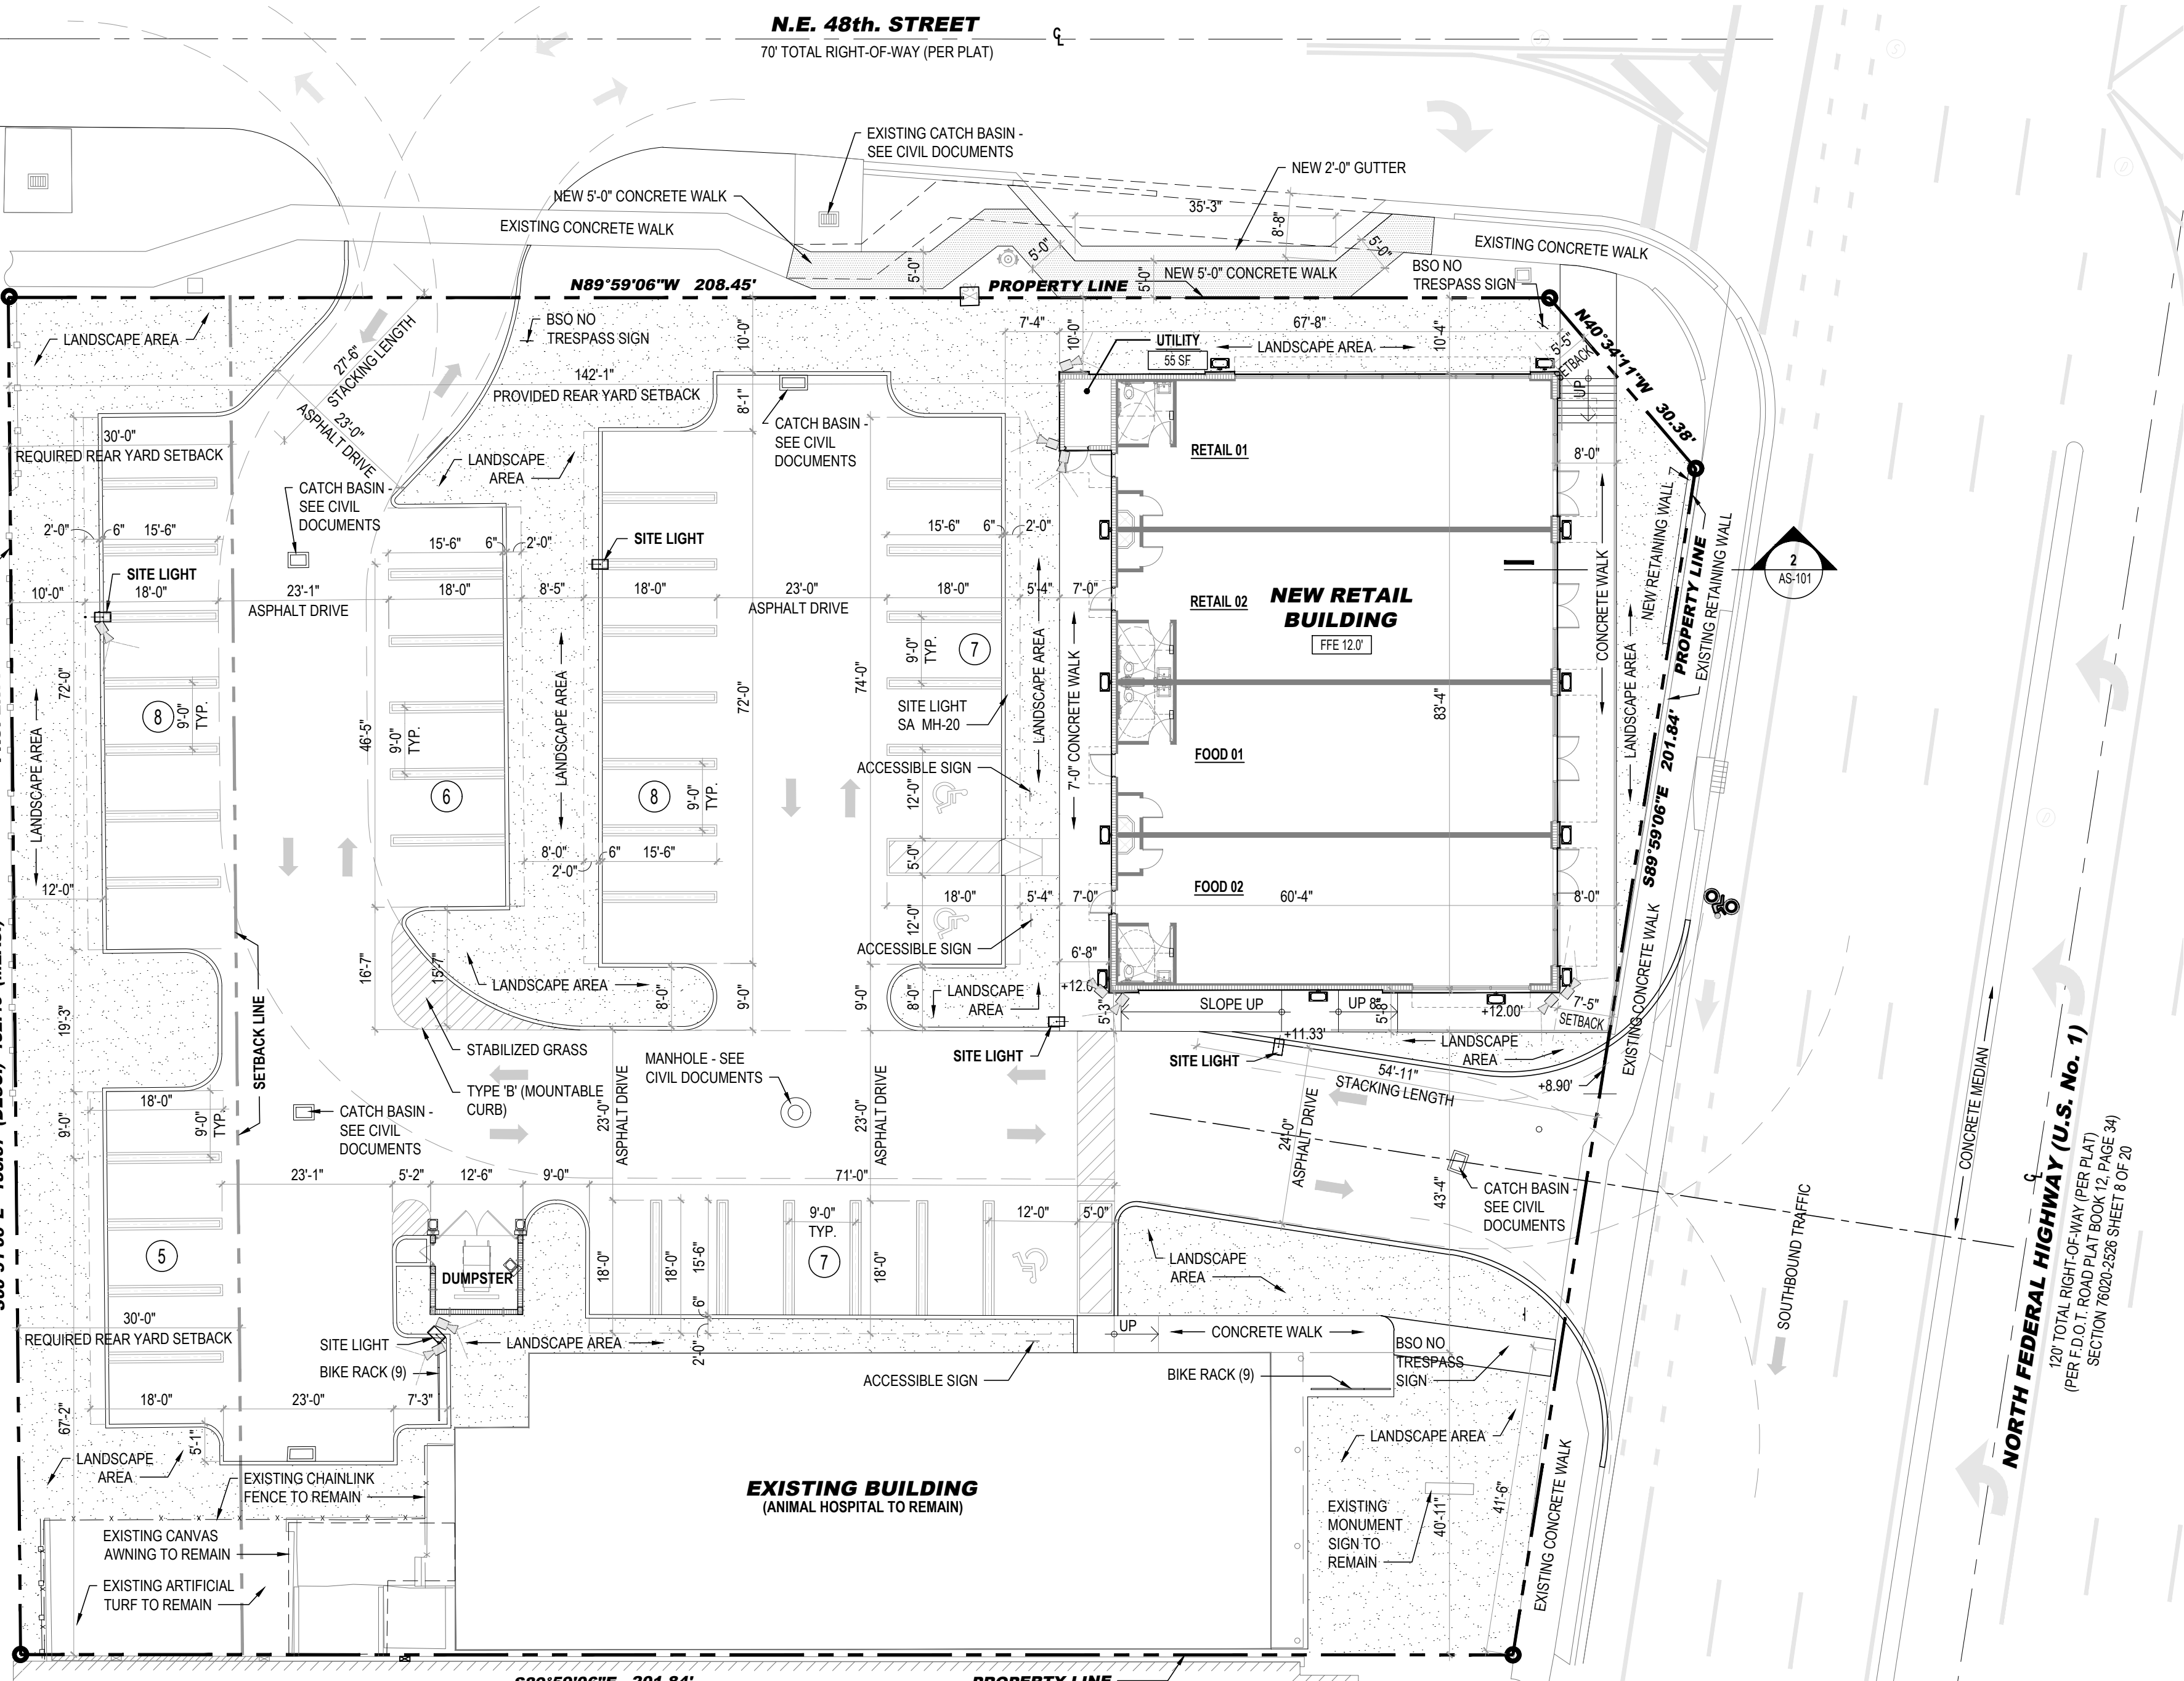 N.E. 48th. STREET
70' TOTAL RIGHT-OF-WAY (PER PLAT)
EXISTING CATCH BASIN -
SEE CIVIL DOCUMENTS
NEW 2'-0" GUTTER
NEW 5'-0" CONCRETE WALK
EXISTING CONCRETE WALK
35'-3"
8'-8"
5'-0"
5'-0"
5'-0"
5'-0"
NEW 5'-0" CONCRETE WALK
EXISTING CONCRETE WALK
BSO NO
TRESPASS SIGN
N89°59'06"W 208.45'
PROPERTY LINE
N40°34'11"W 30.38'
LANDSCAPE AREA
27'-6"
STACKING LENGTH
BSO NO
TRESPASS SIGN
10'-0"
7'-4"
10'-0"
67'-8"
10'-4"
5'-5"
SETBACK
UTILITY
55 SF
LANDSCAPE AREA
UP
142'-1"
PROVIDED REAR YARD SETBACK
8'-1"
23'-0"
ASPHALT DRIVE
30'-0"
REQUIRED REAR YARD SETBACK
CATCH BASIN -
SEE CIVIL
DOCUMENTS
LANDSCAPE
AREA
CATCH BASIN -
SEE CIVIL
DOCUMENTS
RETAIL 01
8'-0"
NEW RETAINING WALL
PROPERTY LINE
EXISTING RETAINING WALL
2'-0"
6"
15'-6"
15'-6"
6"
2'-0"
SITE LIGHT
15'-6"
6"
2'-0"
SITE LIGHT
10'-0"
18'-0"
23'-1"
ASPHALT DRIVE
18'-0"
8'-5"
18'-0"
23'-0"
ASPHALT DRIVE
18'-0"
5'-4"
7'-0"
RETAIL 02
NEW RETAIL
BUILDING
FFE 12.0'
CONCRETE WALK
2
AS-101
LANDSCAPE AREA
72'-0"
8
9'-0"
TYP.
46'-5"
9'-0"
TYP.
6
LANDSCAPE AREA
8
9'-0"
TYP.
72'-0"
74'-0"
9'-0"
TYP.
7
SITE LIGHT
SA MH-20
LANDSCAPE AREA
7'-0" CONCRETE WALK
83'-4"
LANDSCAPE AREA
S89°59'06"E 201.84'
ACCESSIBLE SIGN
12'-0"
FOOD 01
8'-0"
6"
15'-6"
2'-0"
5'-0"
12'-0"
18'-0"
5'-4"
7'-0"
12'-0"
FOOD 02
60'-4"
8'-0"
ACCESSIBLE SIGN
6'-8"
16'-7"
15'-7"
LANDSCAPE AREA
8'-0"
9'-0"
9'-0"
8'-0"
LANDSCAPE
AREA
5'-3"
SLOPE UP
UP 8"
5'-8"
+12.00'
7'-5"
SETBACK
EXISTING CONCRETE WALK
19'-3"
SETBACK LINE
STABILIZED GRASS
MANHOLE - SEE
CIVIL DOCUMENTS
SITE LIGHT
SITE LIGHT
+11.33'
LANDSCAPE
AREA
54'-11"
STACKING LENGTH
+8.90'
TYPE 'B' (MOUNTABLE
CURB)
18'-0"
9'-0"
9'-0"
TYP.
CATCH BASIN -
SEE CIVIL
DOCUMENTS
23'-0"
ASPHALT DRIVE
23'-0"
ASPHALT DRIVE
24'-0"
ASPHALT DRIVE
43'-4"
CATCH BASIN -
SEE CIVIL
DOCUMENTS
23'-1"
5'-2"
12'-6"
9'-0"
71'-0"
9'-0"
TYP.
7
12'-0"
5'-0"
5
DUMPSTER
18'-0"
18'-0"
15'-6"
6"
18'-0"
LANDSCAPE
AREA
SOUTHBOUND TRAFFIC
CONCRETE MEDIAN
NORTH FEDERAL HIGHWAY (U.S. No. 1)
120' TOTAL RIGHT-OF-WAY (PER PLAT)
(PER F.D.O.T. ROAD PLAT BOOK 12, PAGE 34)
SECTION 76020-2526 SHEET 8 OF 20
30'-0"
REQUIRED REAR YARD SETBACK
SITE LIGHT
BIKE RACK (9)
LANDSCAPE AREA
2'-0"
UP
CONCRETE WALK
ACCESSIBLE SIGN
BIKE RACK (9)
BSO NO
TRESPASS
SIGN
67'-2"
18'-0"
23'-0"
7'-3"
5'-1"
LANDSCAPE
AREA
LANDSCAPE AREA
EXISTING CHAINLINK
FENCE TO REMAIN
EXISTING BUILDING
(ANIMAL HOSPITAL TO REMAIN)
EXISTING
MONUMENT
SIGN TO
REMAIN
40'-11"
41'-6"
EXISTING CONCRETE WALK
EXISTING CANVAS
AWNING TO REMAIN
EXISTING ARTIFICIAL
TURF TO REMAIN
S89°59'06"E 201.84'
PROPERTY LINE